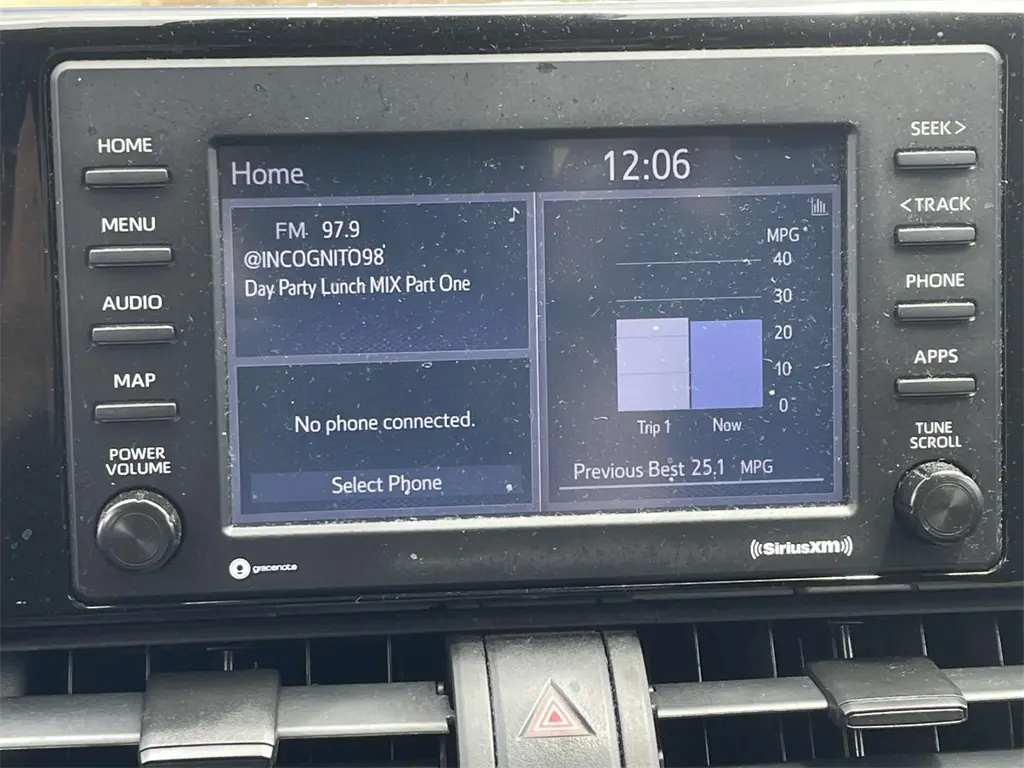 HOME
MENU
AUDIO
MAP
POWER
VOLUME
Home
12:06
FM 97.9
@INCOGNITO98
Day Party Lunch MIX Part One
No phone connected.
Select Phone
MPG
40
30
20
10
0
Trip 1
Now
Previous Best 25.1 MPG
SEEK >
< TRACK
PHONE
APPS
TUNE
SCROLL
gracenote
((SiriusXM))